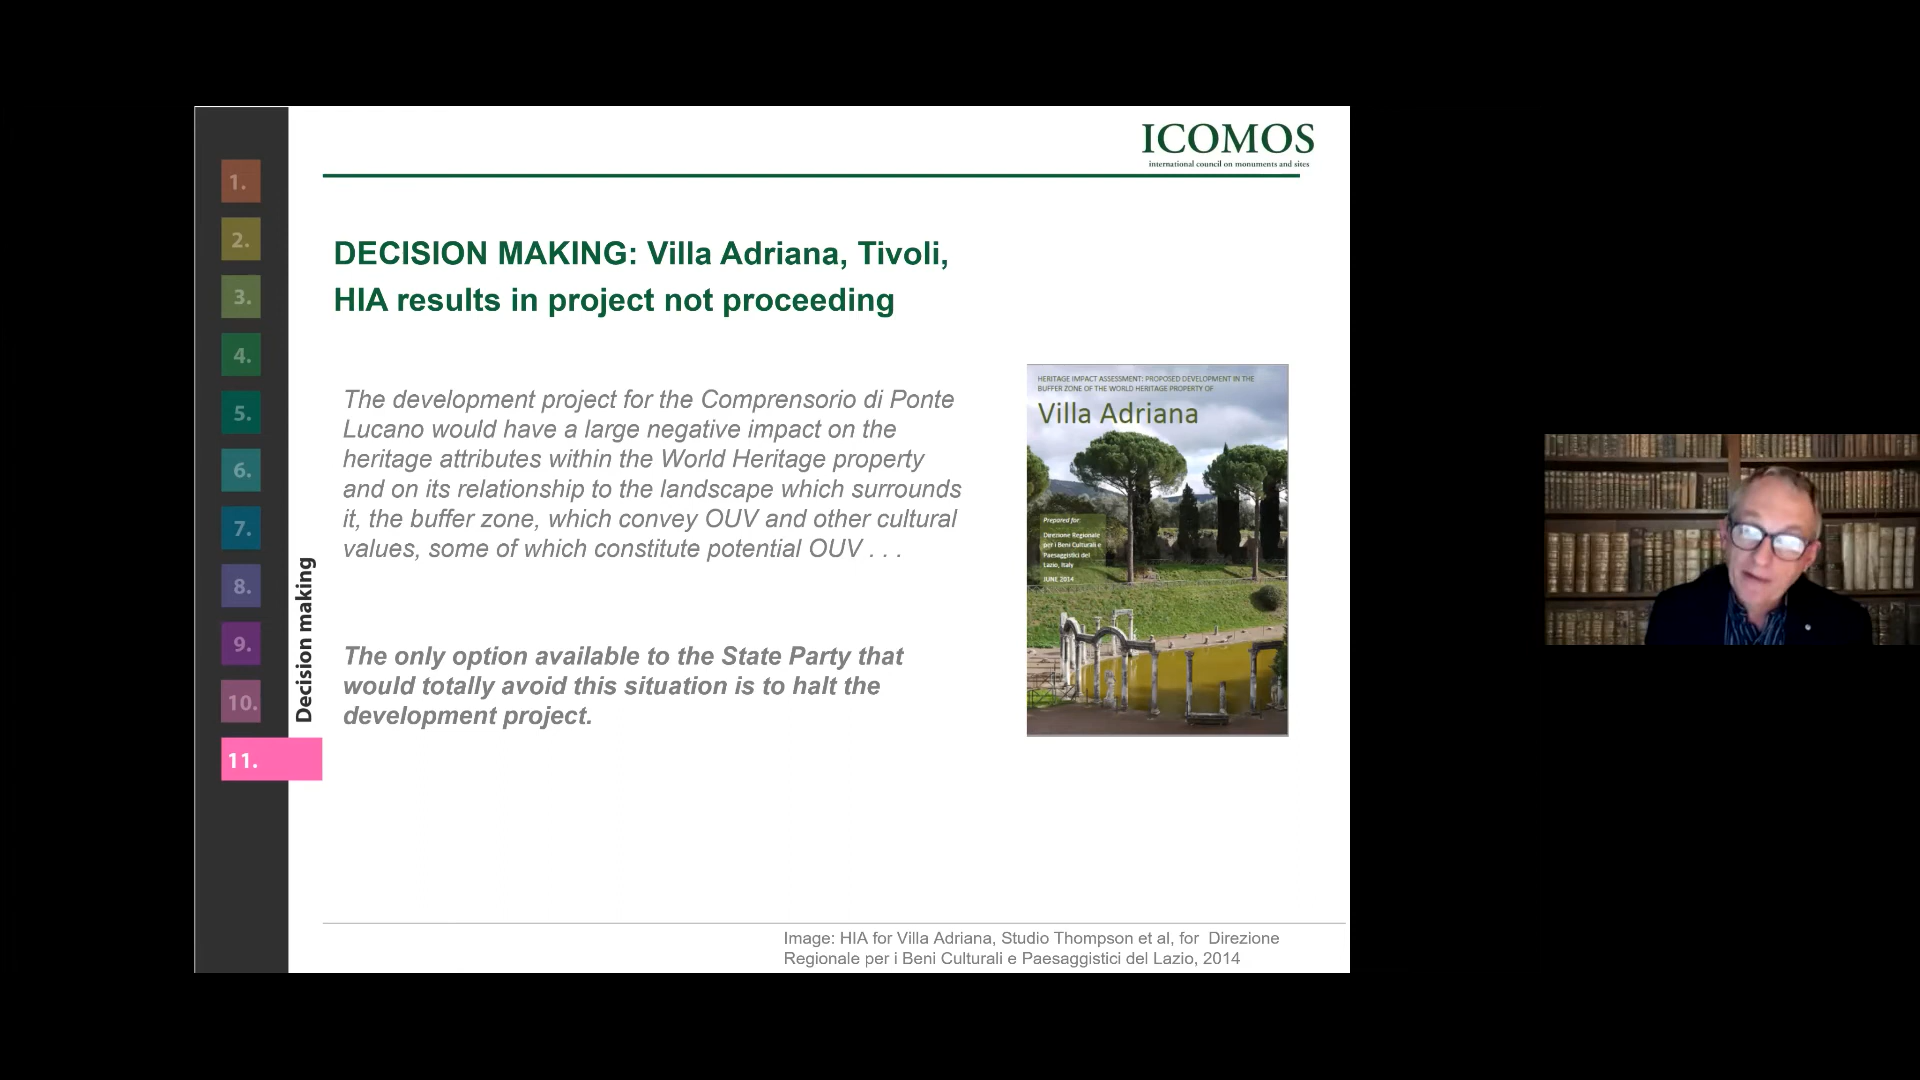 ICOMOS
international council on monuments and sites
1.
2.
3.
4.
5.
6.
7.
8.
9.
10.
11.
Decision making
DECISION MAKING: Villa Adriana, Tivoli,
HIA results in project not proceeding
The development project for the Comprensorio di Ponte
Lucano would have a large negative impact on the
heritage attributes within the World Heritage property
and on its relationship to the landscape which surrounds
it, the buffer zone, which convey OUV and other cultural
values, some of which constitute potential OUV . . .
The only option available to the State Party that
would totally avoid this situation is to halt the
development project.
HERITAGE IMPACT ASSESSMENT: PROPOSED DEVELOPMENT IN THE
BUFFER ZONE OF THE WORLD HERITAGE PROPERTY OF
Villa Adriana
Prepared for:
Direzione Regionale
per i Beni Culturali e
Paesaggistici del
Lazio, Italy
JUNE 2014
Image: HIA for Villa Adriana, Studio Thompson et al, for Direzione
Regionale per i Beni Culturali e Paesaggistici del Lazio, 2014